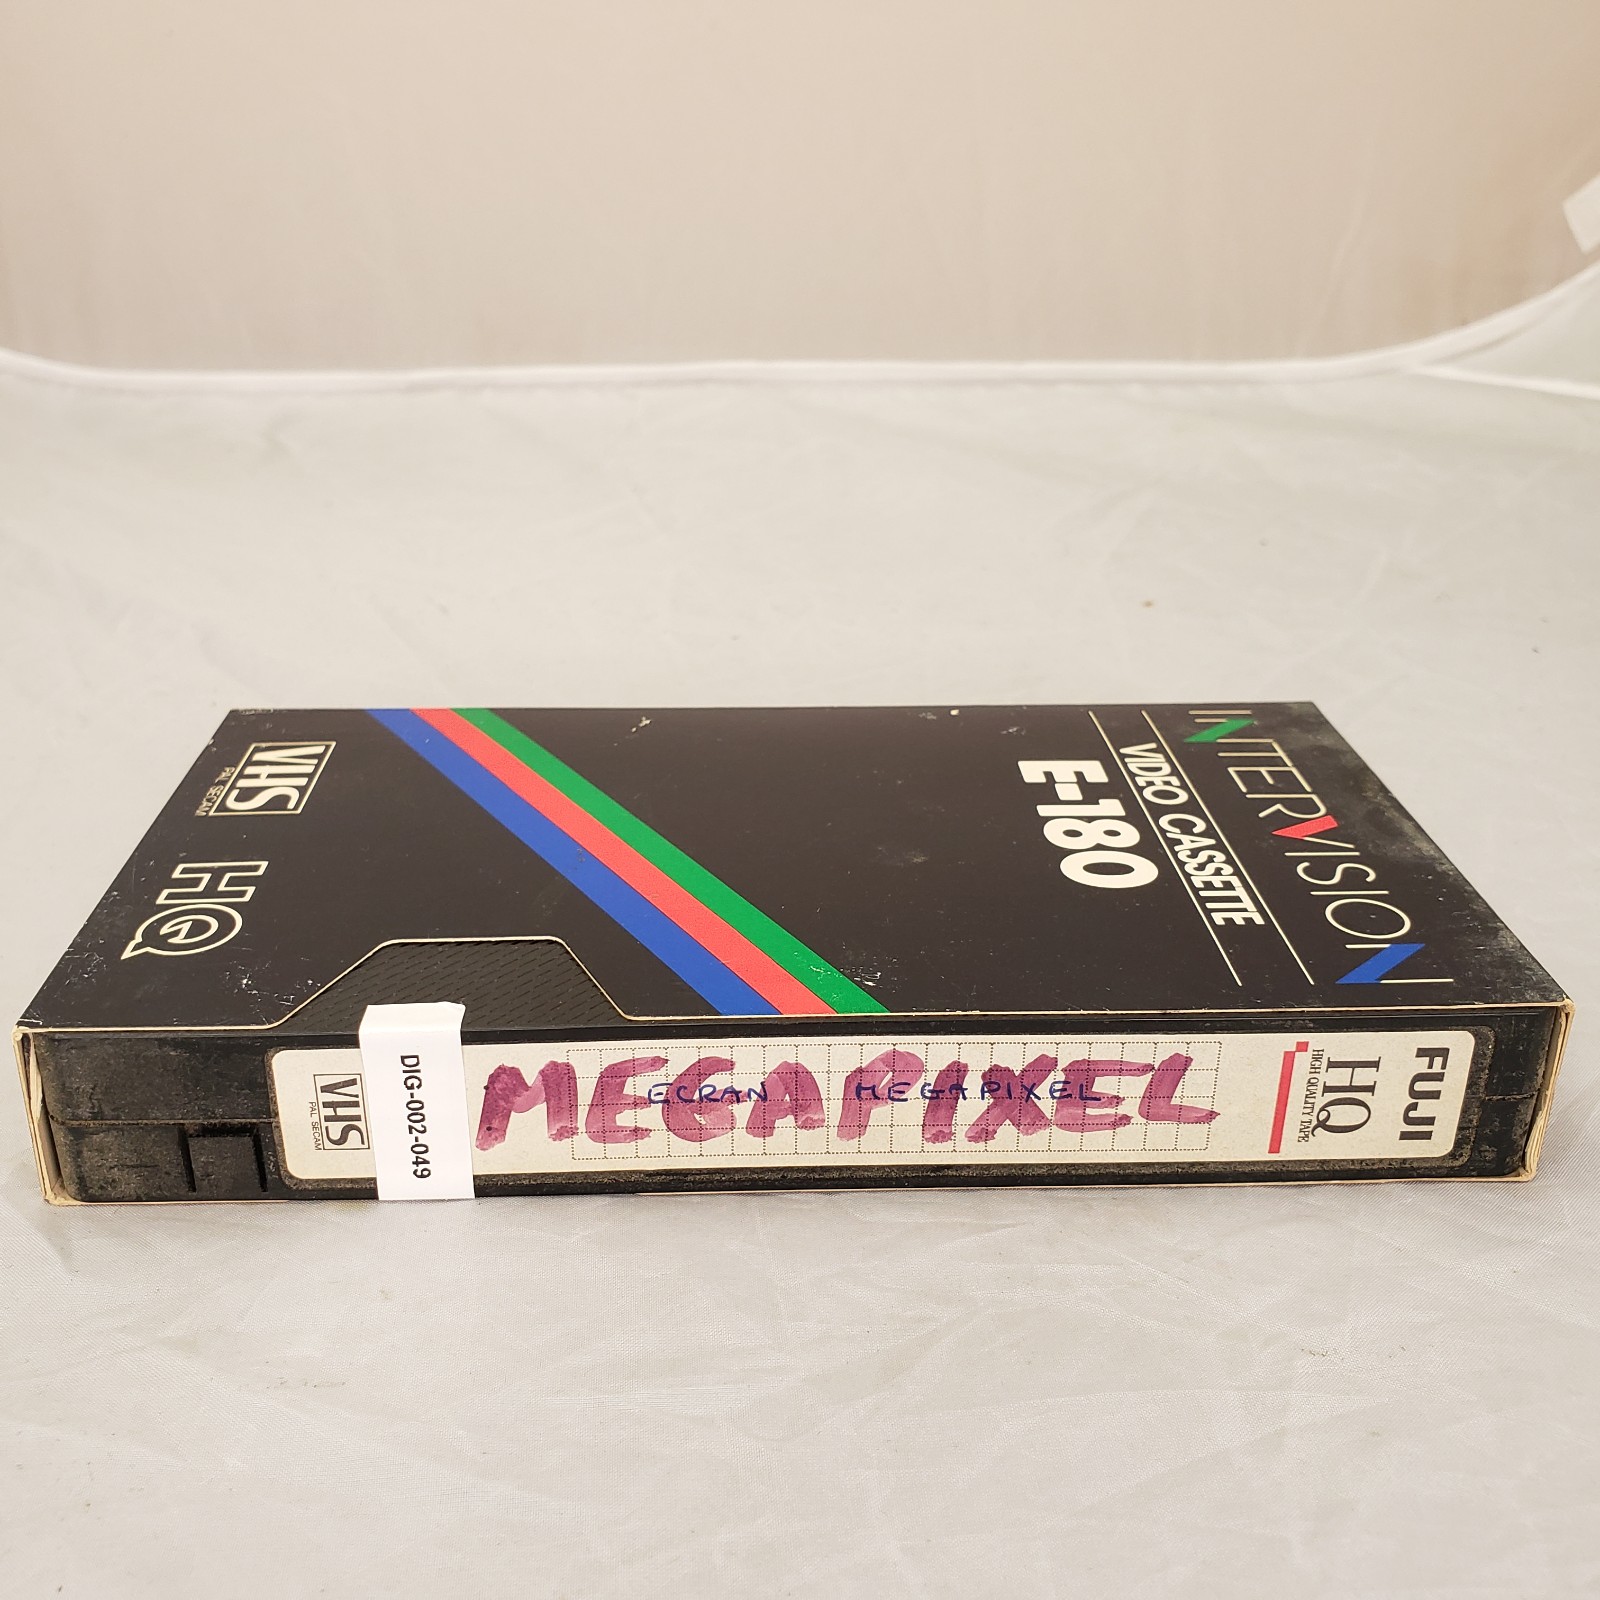 INTERVISION
VIDEO CASSETTE
E-180
VHS
PAL SECAM
HQ
VHS
PAL SECAM
DIG-002-049
MEGAPIXEL
ECRAN MEGAPIXEL
HQ
HIGH QUALITY TAPE
FUJI